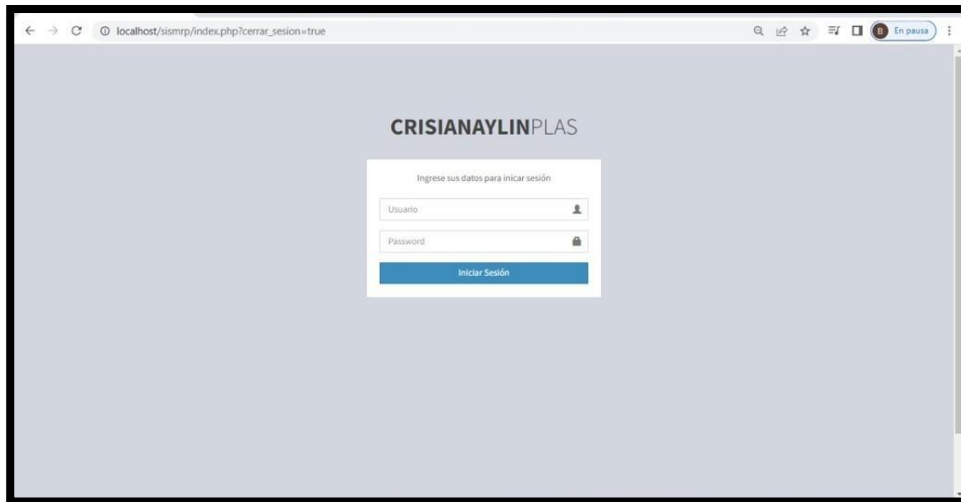 localhost/sismrp/index.php?cerrar_sesion=true
B En pausa
CRISIANAYLINPLAS
Ingrese sus datos para inicar sesión
Usuario
Password
Iniciar Sesión